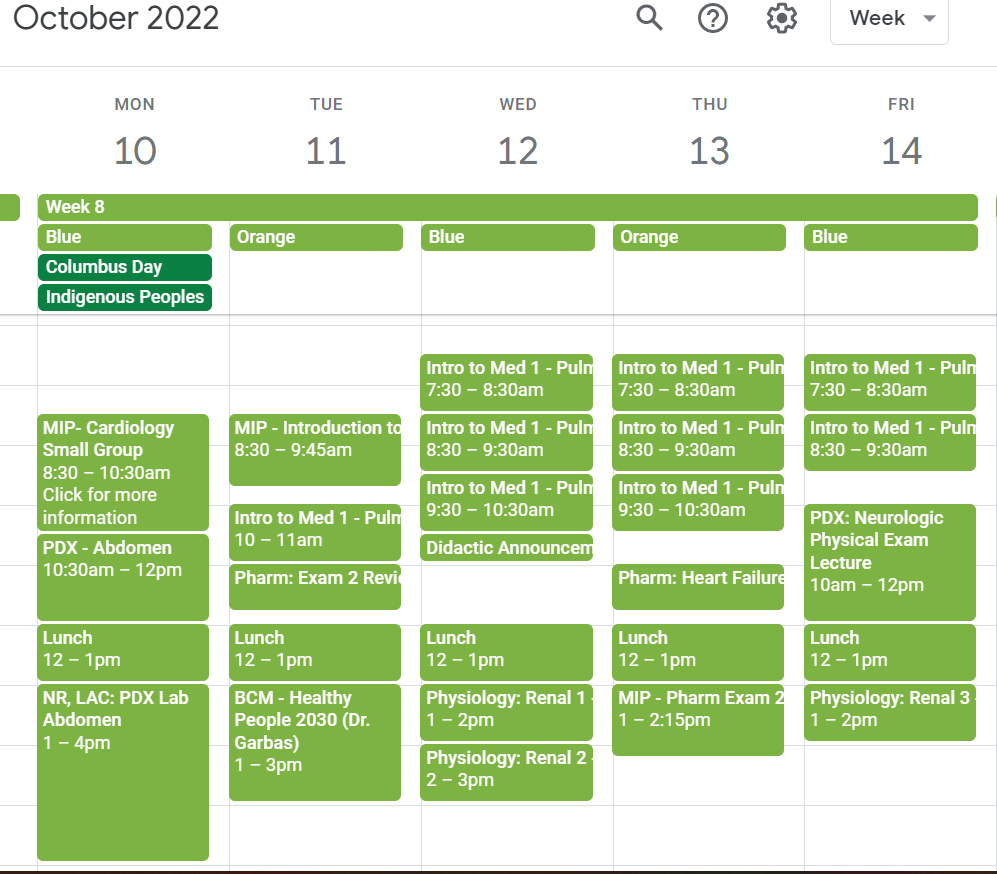 October 2022
Week
MON
TUE
WED
THU
FRI
10
11
12
13
14
Week 8
Blue
Orange
Blue
Orange
Blue
Columbus Day
Indigenous Peoples
MIP- Cardiology
Small Group
8:30 – 10:30am
Click for more
information
PDX - Abdomen
10:30am – 12pm
Lunch
12 – 1pm
NR, LAC: PDX Lab
Abdomen
1 – 4pm
MIP - Introduction to
8:30 – 9:45am
Intro to Med 1 - Pulm
10 – 11am
Pharm: Exam 2 Revie
Lunch
12 – 1pm
BCM - Healthy
People 2030 (Dr.
Garbas)
1 – 3pm
Intro to Med 1 - Pulm
7:30 – 8:30am
Intro to Med 1 - Pulm
8:30 – 9:30am
Intro to Med 1 - Pulm
9:30 – 10:30am
Didactic Announcem
Lunch
12 – 1pm
Physiology: Renal 1 -
1 – 2pm
Physiology: Renal 2 -
2 – 3pm
Intro to Med 1 - Pulm
7:30 – 8:30am
Intro to Med 1 - Pulm
8:30 – 9:30am
Intro to Med 1 - Pulm
9:30 – 10:30am
Pharm: Heart Failure
Lunch
12 – 1pm
MIP - Pharm Exam 2
1 – 2:15pm
Intro to Med 1 - Pulm
7:30 – 8:30am
Intro to Med 1 - Pulm
8:30 – 9:30am
PDX: Neurologic
Physical Exam
Lecture
10am – 12pm
Lunch
12 – 1pm
Physiology: Renal 3 -
1 – 2pm